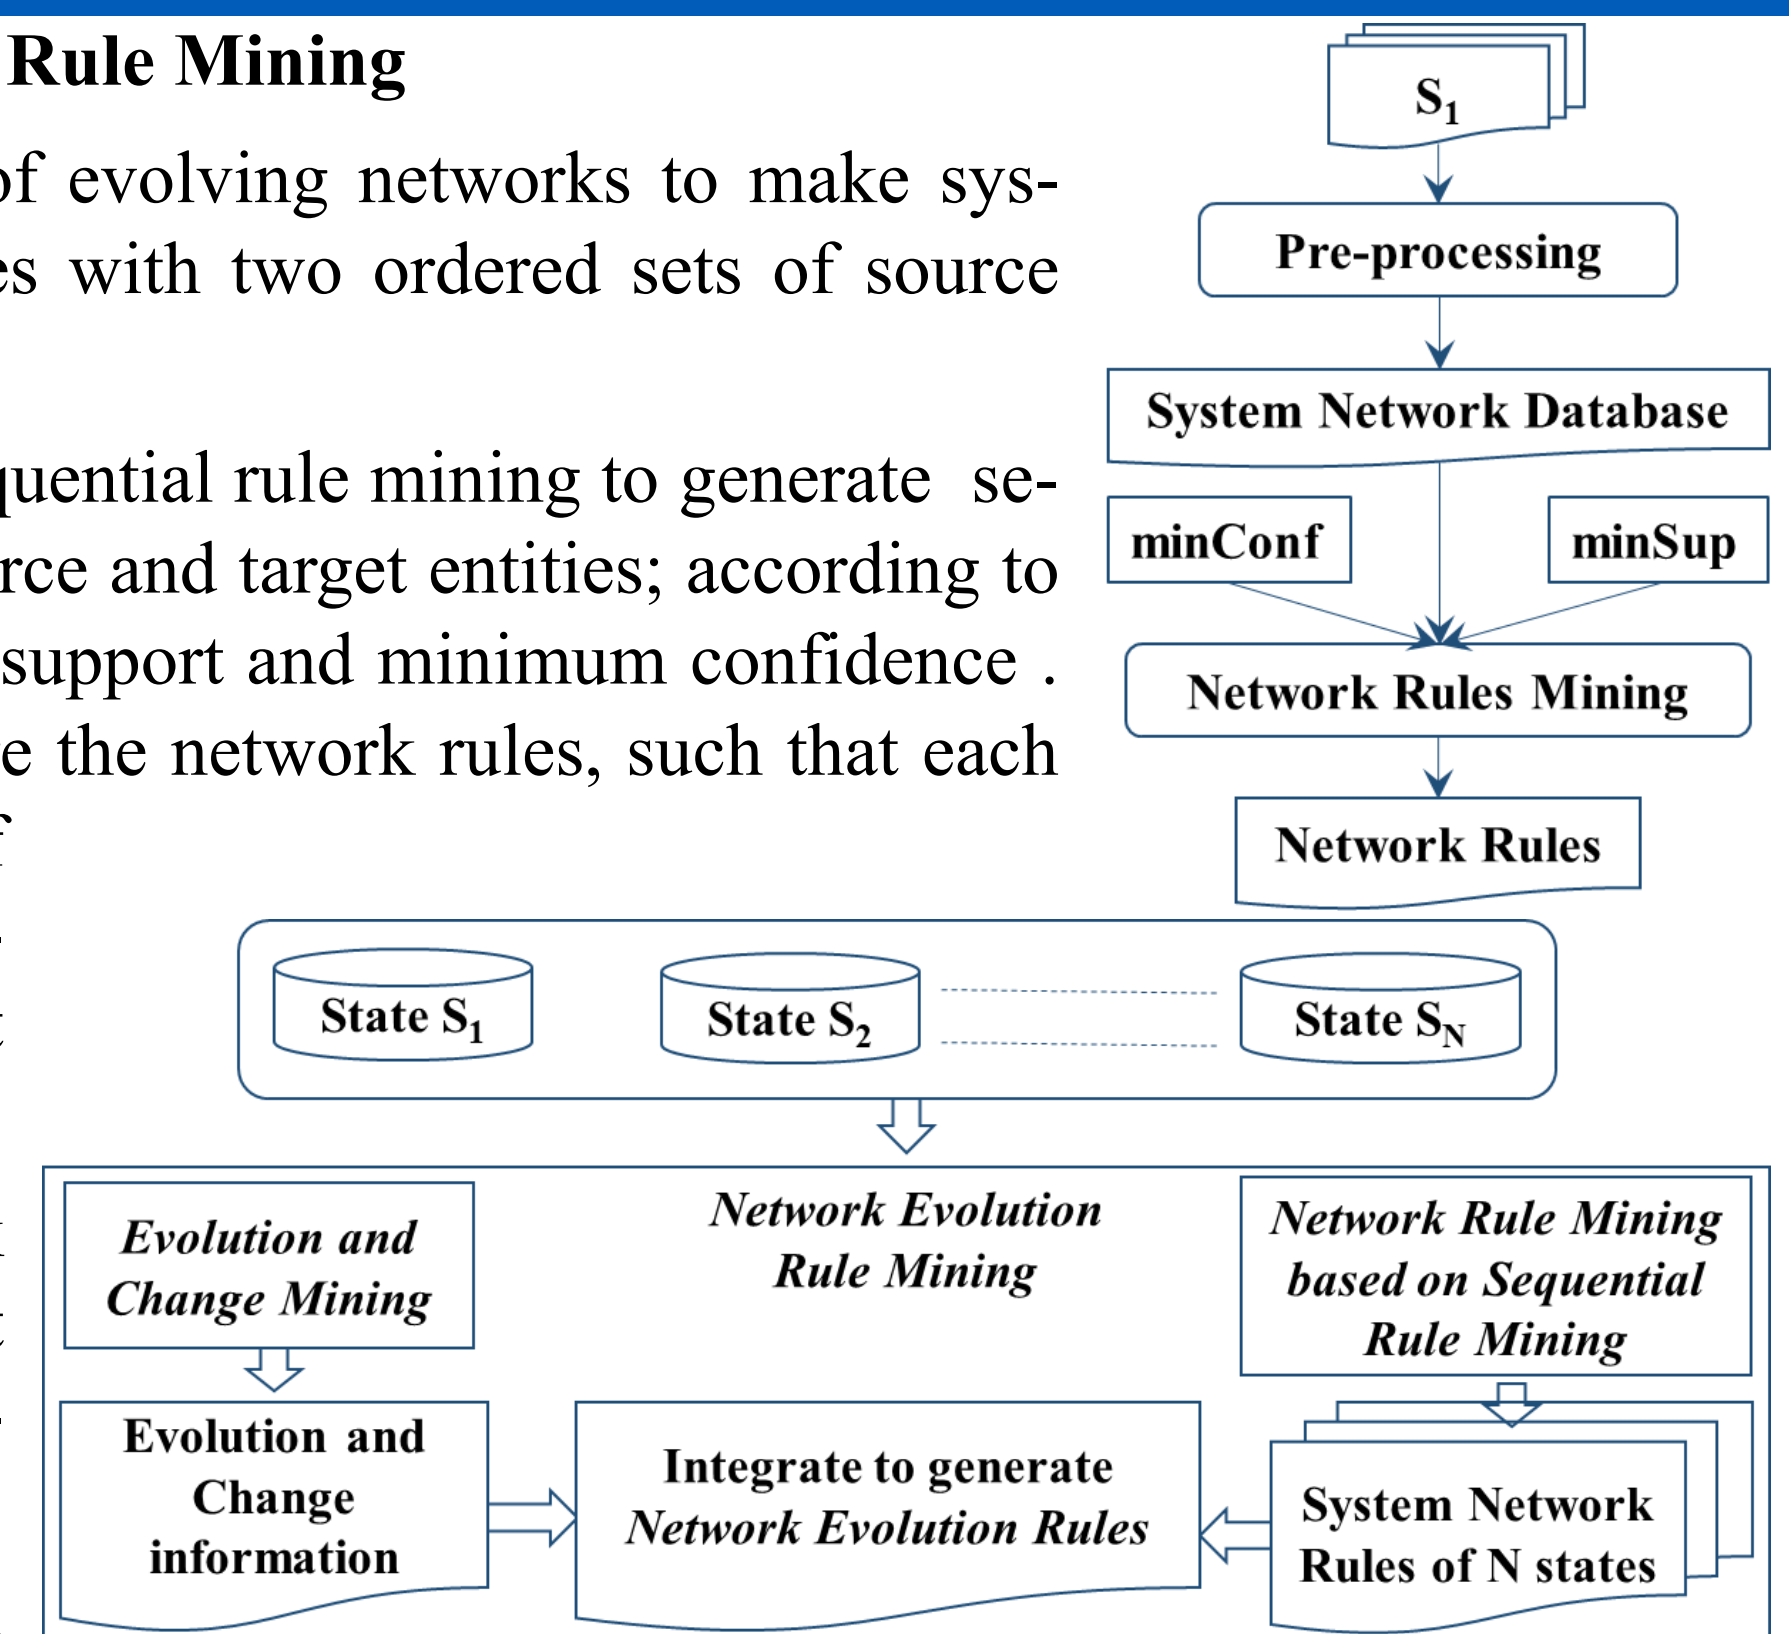 Rule Mining
of evolving networks to make sys-
es with two ordered sets of source
quential rule mining to generate se-
rce and target entities; according to
support and minimum confidence .
e the network rules, such that each
S1
Pre-processing
System Network Database
minConf
minSup
Network Rules Mining
Network Rules
State S1
State S2
State SN
Evolution and
Change Mining
Network Evolution
Rule Mining
Network Rule Mining
based on Sequential
Rule Mining
Evolution and
Change
information
Integrate to generate
Network Evolution Rules
System Network
Rules of N states